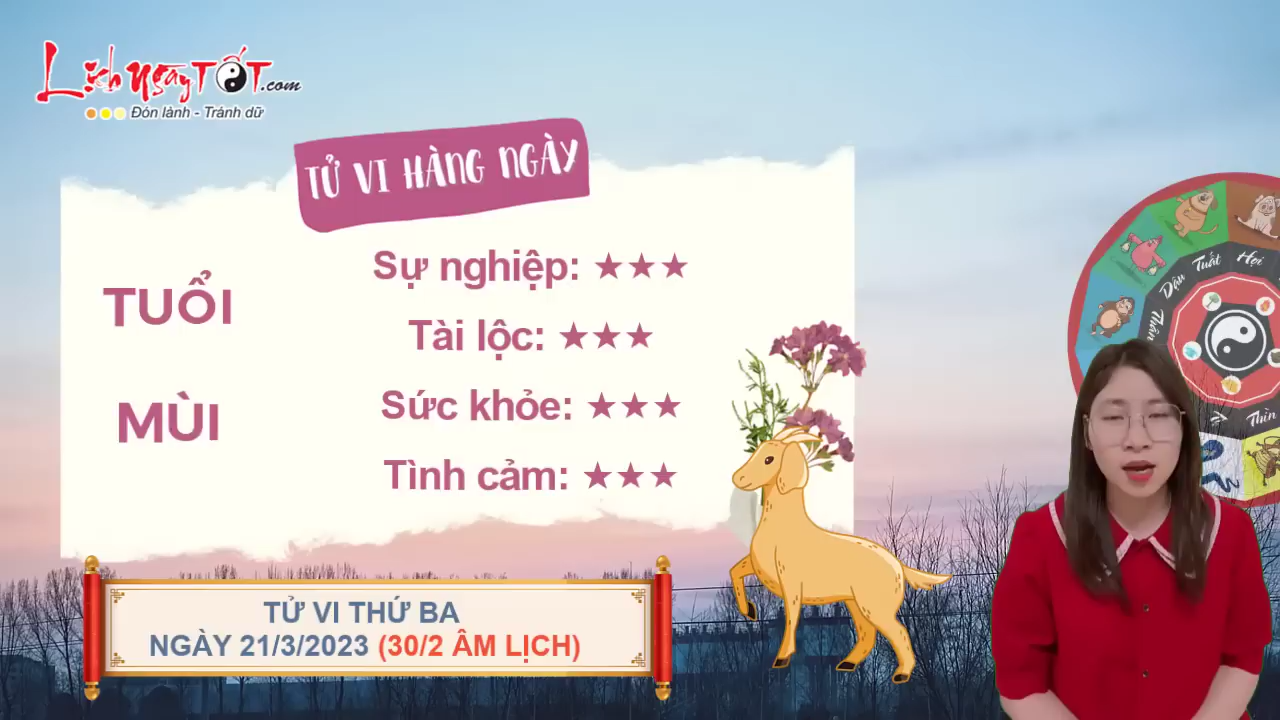 LịchNgàyTỐT.com
Đón lành - Tránh dữ
TỬ VI HÀNG NGÀY
TUỔI
MÙI
Sự nghiệp: ★★★
Tài lộc: ★★★
Sức khỏe: ★★★
Tình cảm: ★★★
TỬ VI THỨ BA
NGÀY 21/3/2023 (30/2 ÂM LỊCH)
Thân
Dậu
Tuất
Hợi
Thìn